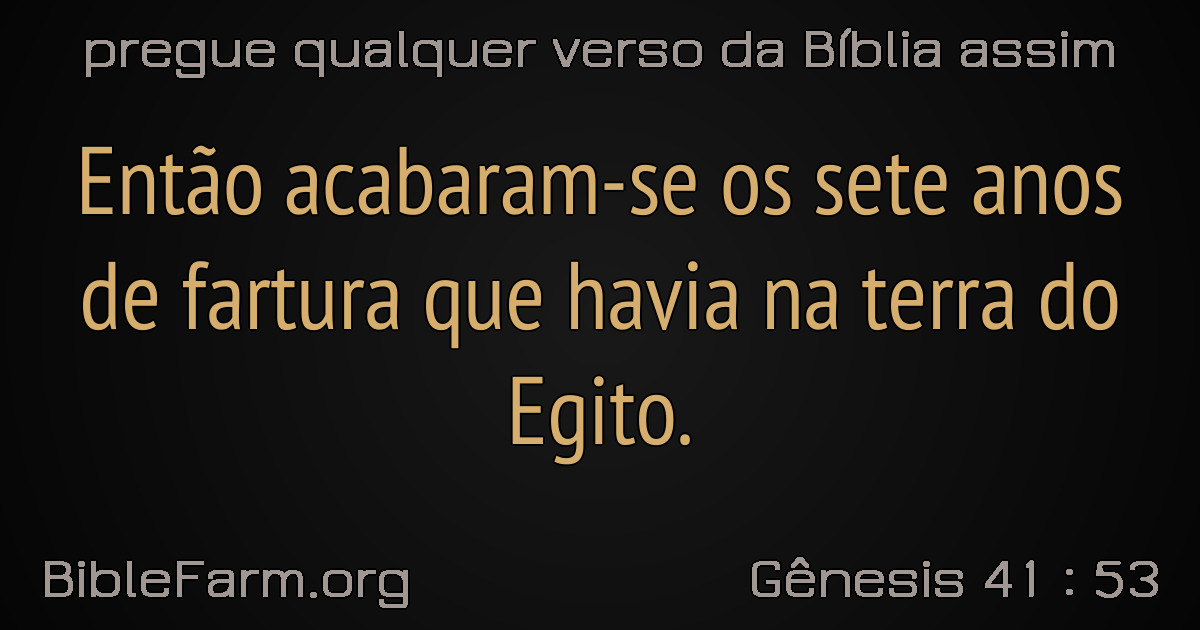 pregue qualquer verso da Bíblia assim
Então acabaram-se os sete anos
de fartura que havia na terra do
Egito.
BibleFarm.org
Gênesis 41 : 53